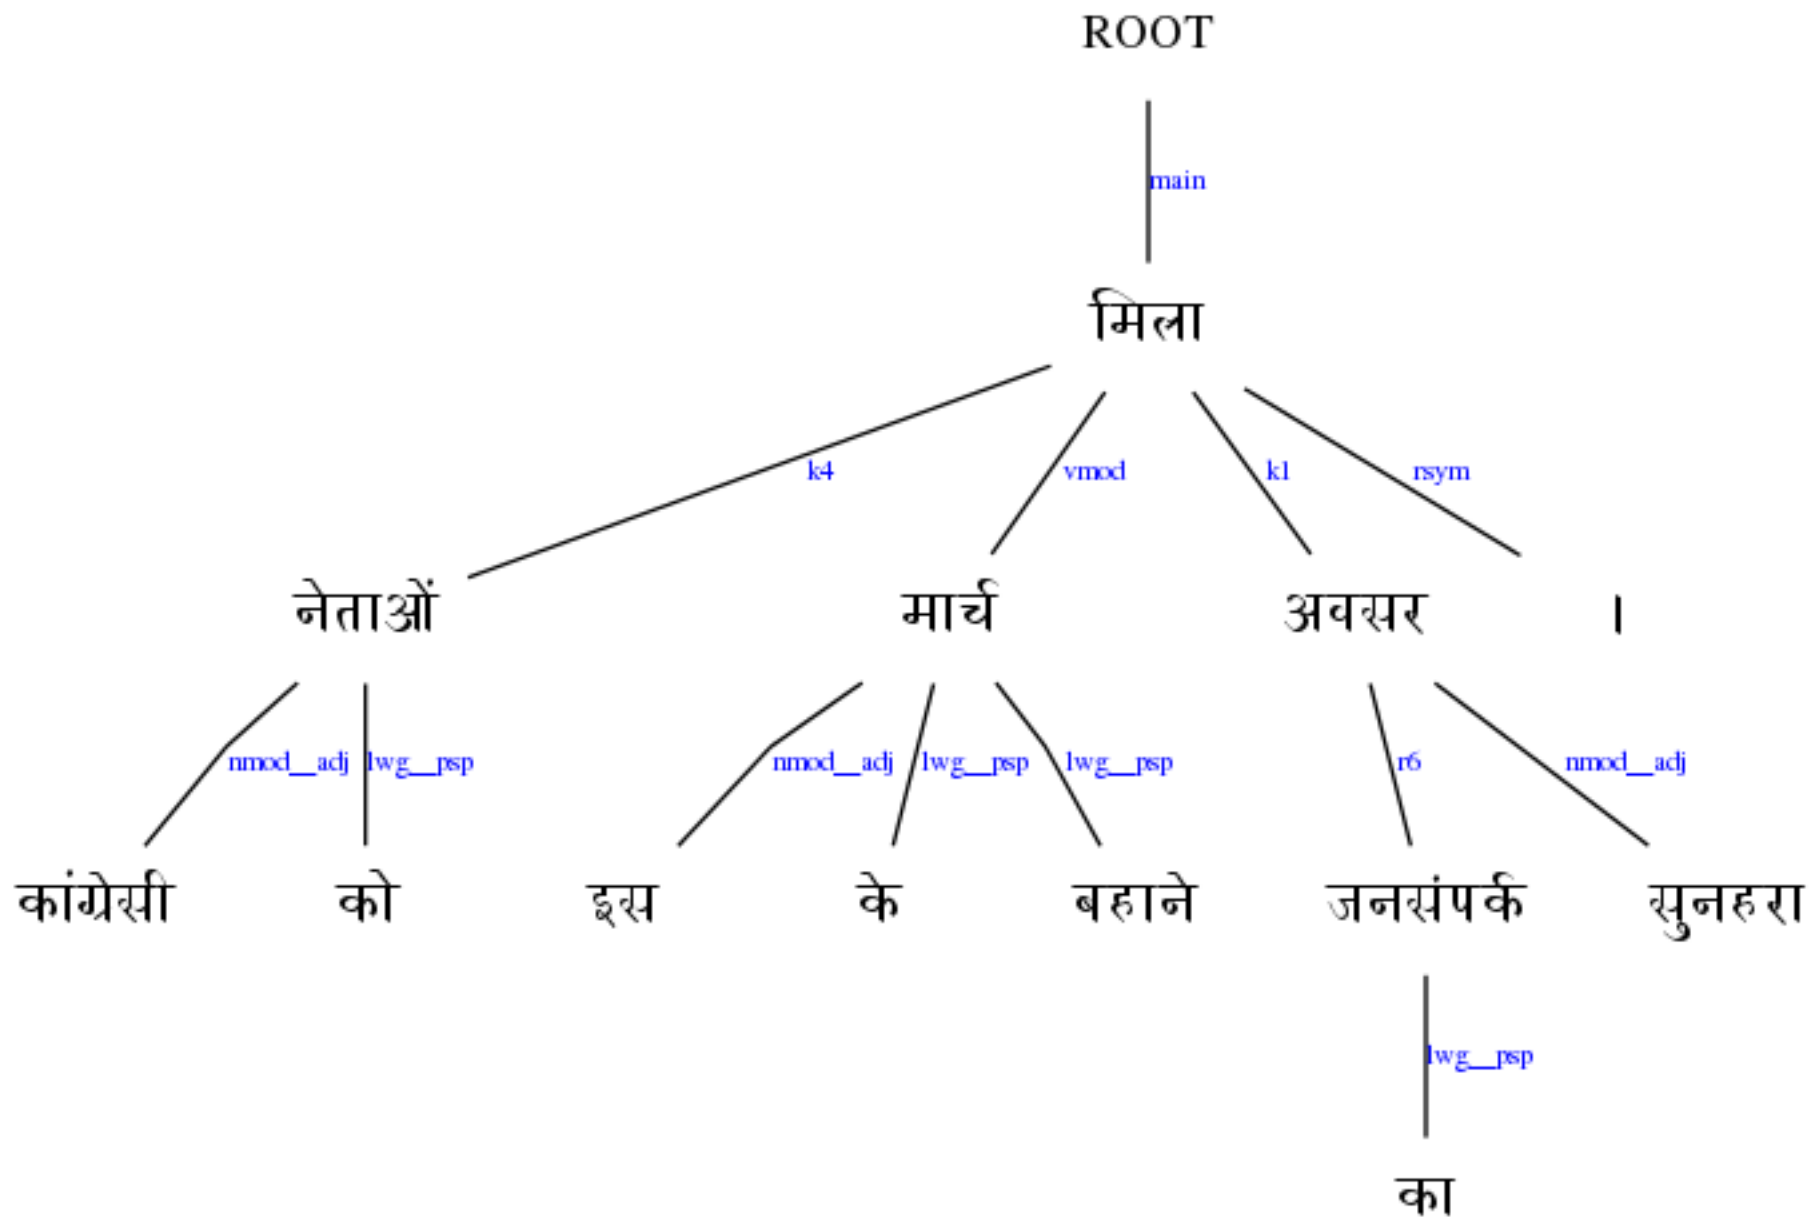 ROOT
main
मिला
k4 vmod k1 rsym
नेताओं मार्च अवसर ।
nmod__adj lwg__psp nmod__adj lwg__psp lwg__psp r6 nmod__adj
कांग्रेसी को इस के बहाने जनसंपर्क सुनहरा
lwg__psp
का